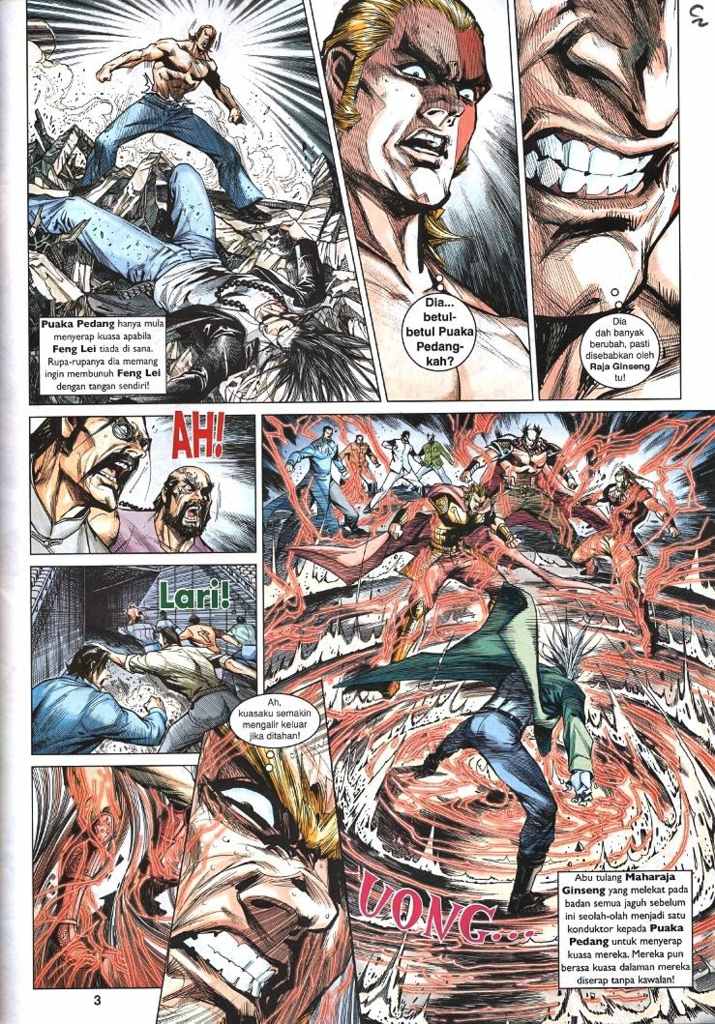 Puaka Pedang hanya mula
menyerap kuasa apabila
Feng Lei tiada di sana.
Rupa-rupanya dia memang
ingin membunuh Feng Lei
dengan tangan sendiri!
Dia...
betul-
betul Puaka
Pedang-
kah?
Dia
dah banyak
berubah, pasti
disebabkan oleh
Raja Ginseng
tu!
AH!
Lari!
Ah,
kuasaku semakin
mengalir keluar
jika ditahan!
UONG...
Abu tulang Maharaja
Ginseng yang melekat pada
badan semua jaguh sebelum
ini seolah-olah menjadi satu
konduktor kepada Puaka
Pedang untuk menyerap
kuasa mereka. Mereka pun
berasa kuasa dalaman mereka
diserap tanpa kawalan!
3